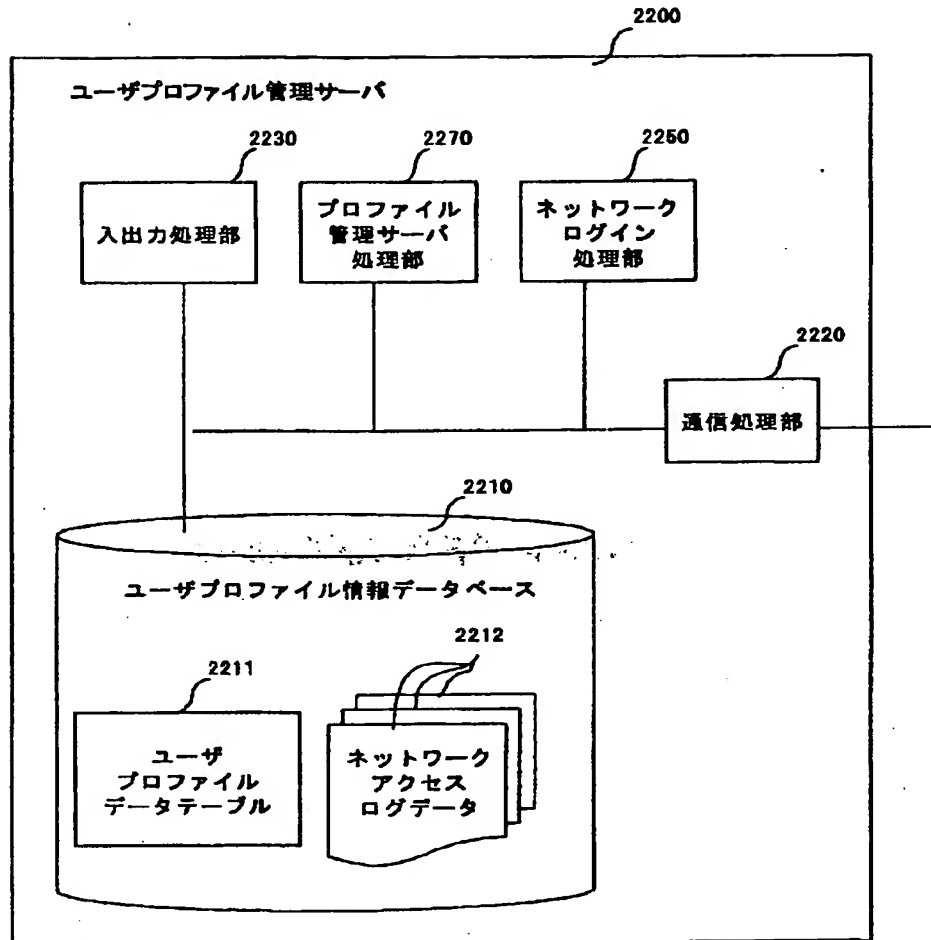 2200
ユーザプロファイル管理サーバ
2230
2270
2250
入出力処理部
プロファイル
管理サーバ
処理部
ネットワーク
ログイン
処理部
2220
通信処理部
2210
ユーザプロファイル情報データベース
2211
2212
ユーザ
プロファイル
データテーブル
ネットワーク
アクセス
ログデータ